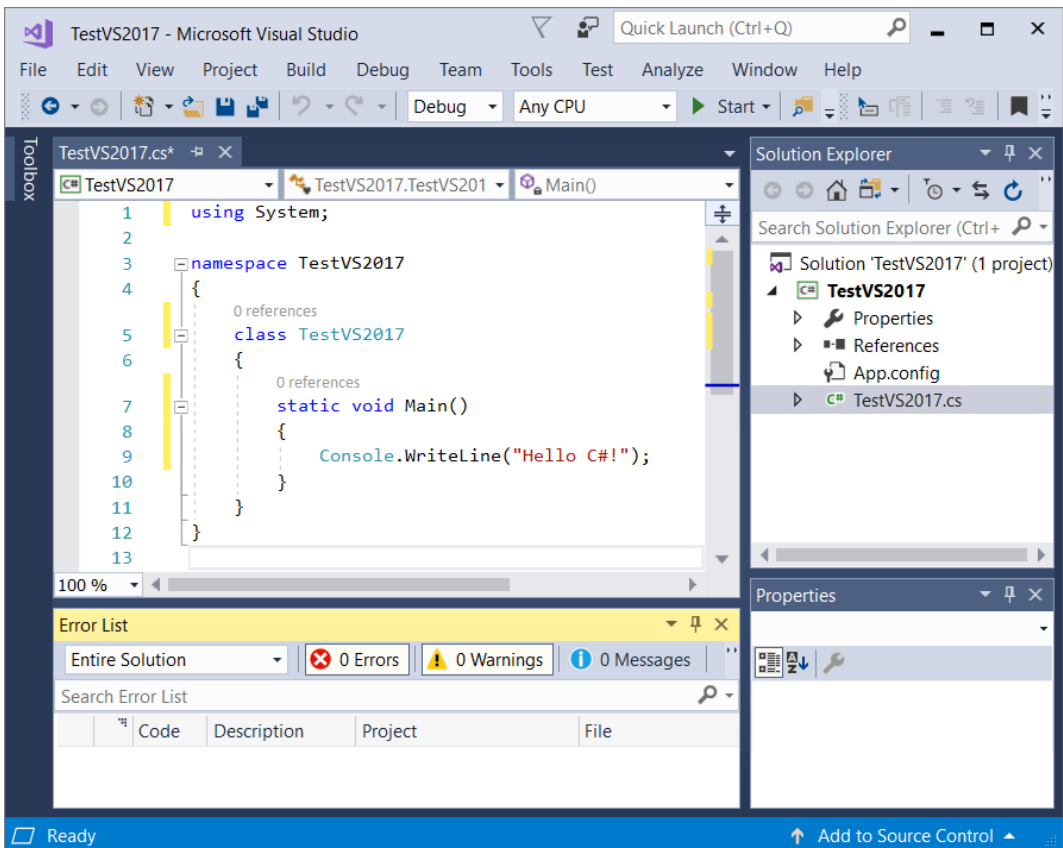 TestVS2017 - Microsoft Visual Studio
Quick Launch (Ctrl+Q)
File Edit View Project Build Debug Team Tools Test Analyze Window Help
Debug Any CPU Start
Toolbox
TestVS2017.cs*
C# TestVS2017 TestVS2017.TestVS201 Main()
1 using System;
2
3 namespace TestVS2017
4 {
0 references
5 class TestVS2017
6 {
0 references
7 static void Main()
8 {
9 Console.WriteLine("Hello C#!");
10 }
11 }
12 }
13
100 %
Solution Explorer
Search Solution Explorer (Ctrl+
Solution 'TestVS2017' (1 project)
C# TestVS2017
Properties
References
App.config
C# TestVS2017.cs
Error List
Entire Solution 0 Errors 0 Warnings 0 Messages
Search Error List
Code Description Project File
Properties
Ready
Add to Source Control